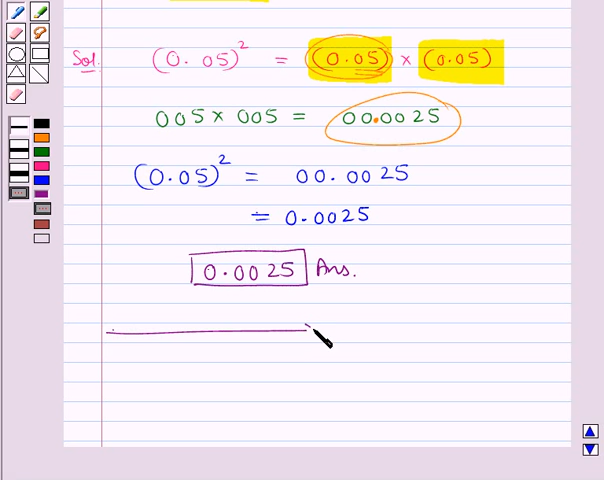 Sol. (0.05)² = (0.05) × (0.05)
005 × 005 = 00.0025
(0.05)² = 00.0025
= 0.0025
0.0025 Ans.